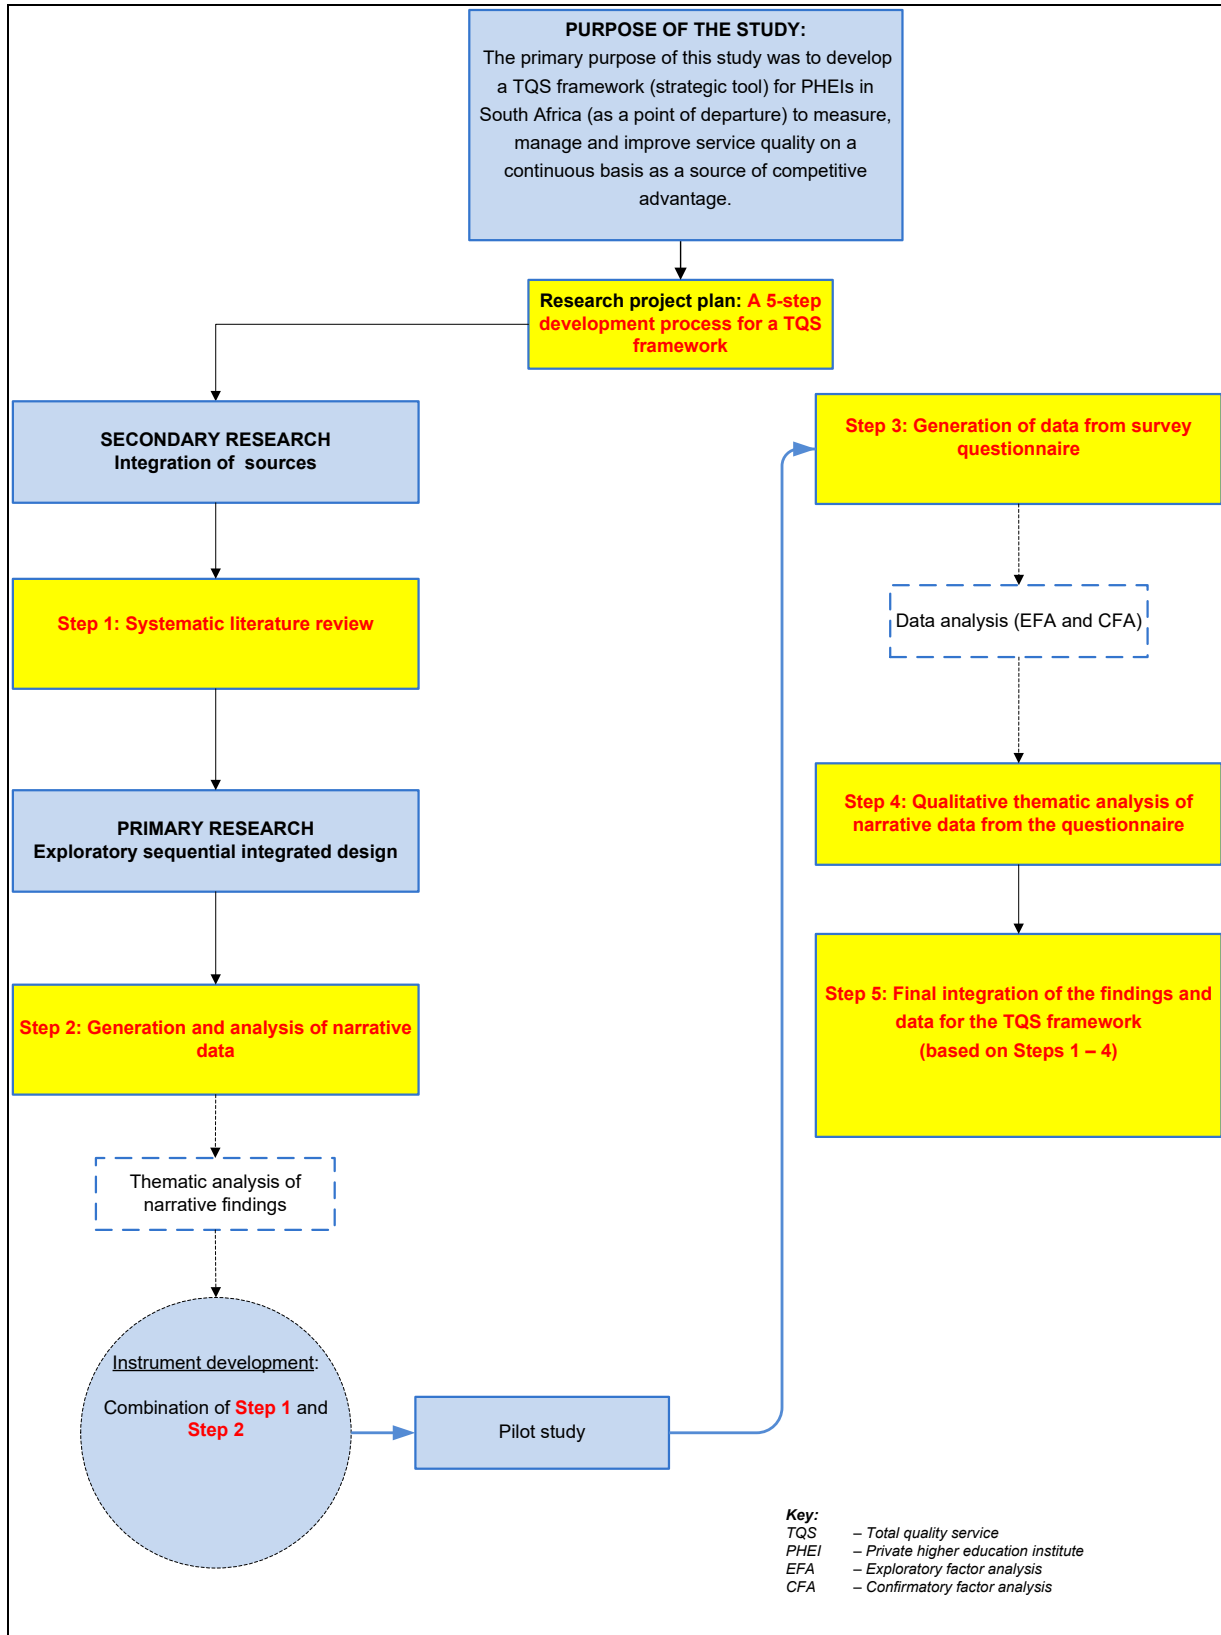 PURPOSE OF THE STUDY:
The primary purpose of this study was to develop
a TQS framework (strategic tool) for PHEIs in
South Africa (as a point of departure) to measure,
manage and improve service quality on a
continuous basis as a source of competitive
advantage.
Research project plan: A 5-step
development process for a TQS
framework
SECONDARY RESEARCH
Integration of sources
Step 1: Systematic literature review
PRIMARY RESEARCH
Exploratory sequential integrated design
Step 2: Generation and analysis of narrative
data
Thematic analysis of
narrative findings
Instrument development:
Combination of Step 1 and
Step 2
Pilot study
Step 3: Generation of data from survey
questionnaire
Data analysis (EFA and CFA)
Step 4: Qualitative thematic analysis of
narrative data from the questionnaire
Step 5: Final integration of the findings and
data for the TQS framework
(based on Steps 1 – 4)
Key:
TQS – Total quality service
PHEI – Private higher education institute
EFA – Exploratory factor analysis
CFA – Confirmatory factor analysis